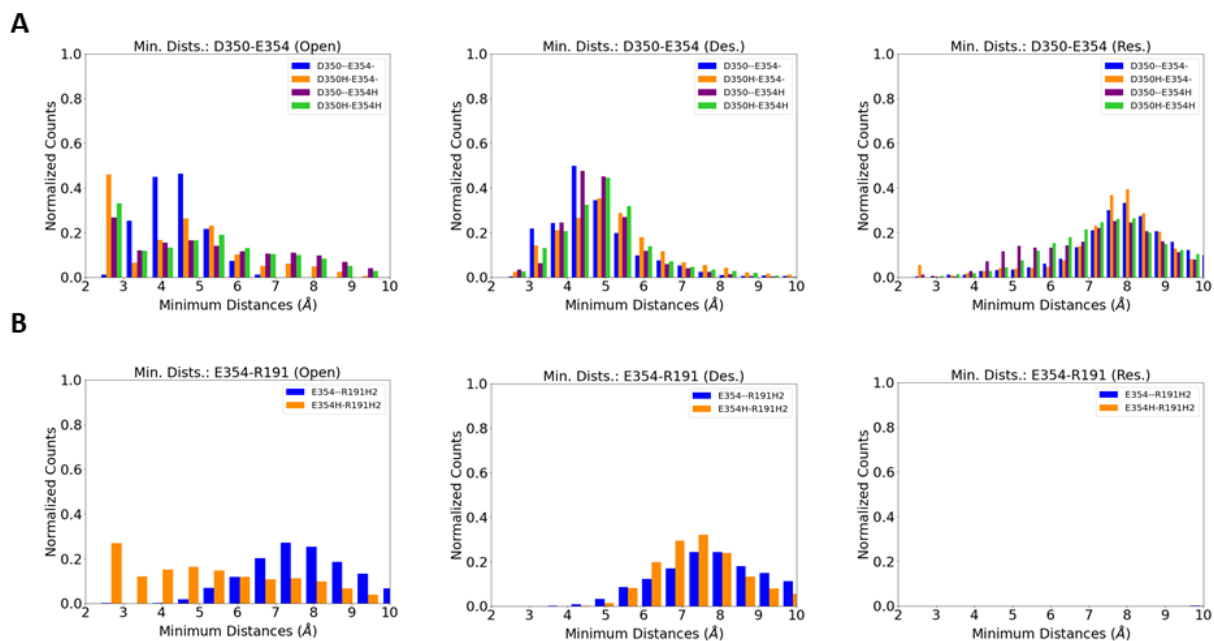 A
Min. Dists.: D350-E354 (Open)
1.0
0.8
0.6
0.4
0.2
0.0
Normalized Counts
D350--E354-
D350H-E354-
D350--E354H
D350H-E354H
2 3 4 5 6 7 8 9 10
Minimum Distances (Å)
Min. Dists.: D350-E354 (Des.)
1.0
0.8
0.6
0.4
0.2
0.0
Normalized Counts
D350--E354-
D350H-E354-
D350--E354H
D350H-E354H
2 3 4 5 6 7 8 9 10
Minimum Distances (Å)
Min. Dists.: D350-E354 (Res.)
1.0
0.8
0.6
0.4
0.2
0.0
Normalized Counts
D350--E354-
D350H-E354-
D350--E354H
D350H-E354H
2 3 4 5 6 7 8 9 10
Minimum Distances (Å)
B
Min. Dists.: E354-R191 (Open)
1.0
0.8
0.6
0.4
0.2
0.0
Normalized Counts
E354--R191H2
E354H-R191H2
2 3 4 5 6 7 8 9 10
Minimum Distances (Å)
Min. Dists.: E354-R191 (Des.)
1.0
0.8
0.6
0.4
0.2
0.0
Normalized Counts
E354--R191H2
E354H-R191H2
2 3 4 5 6 7 8 9 10
Minimum Distances (Å)
Min. Dists.: E354-R191 (Res.)
1.0
0.8
0.6
0.4
0.2
0.0
Normalized Counts
E354--R191H2
E354H-R191H2
2 3 4 5 6 7 8 9 10
Minimum Distances (Å)